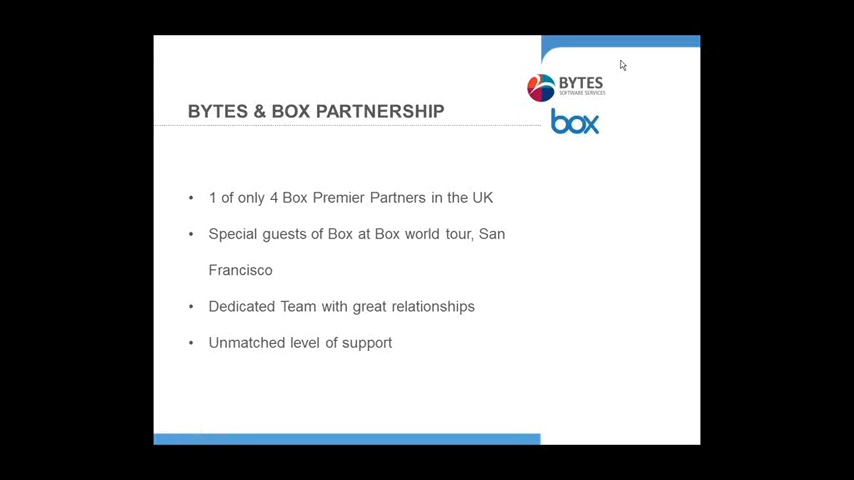 BYTES
SOFTWARE SERVICES
box
BYTES & BOX PARTNERSHIP
• 1 of only 4 Box Premier Partners in the UK
• Special guests of Box at Box world tour, San
Francisco
• Dedicated Team with great relationships
• Unmatched level of support